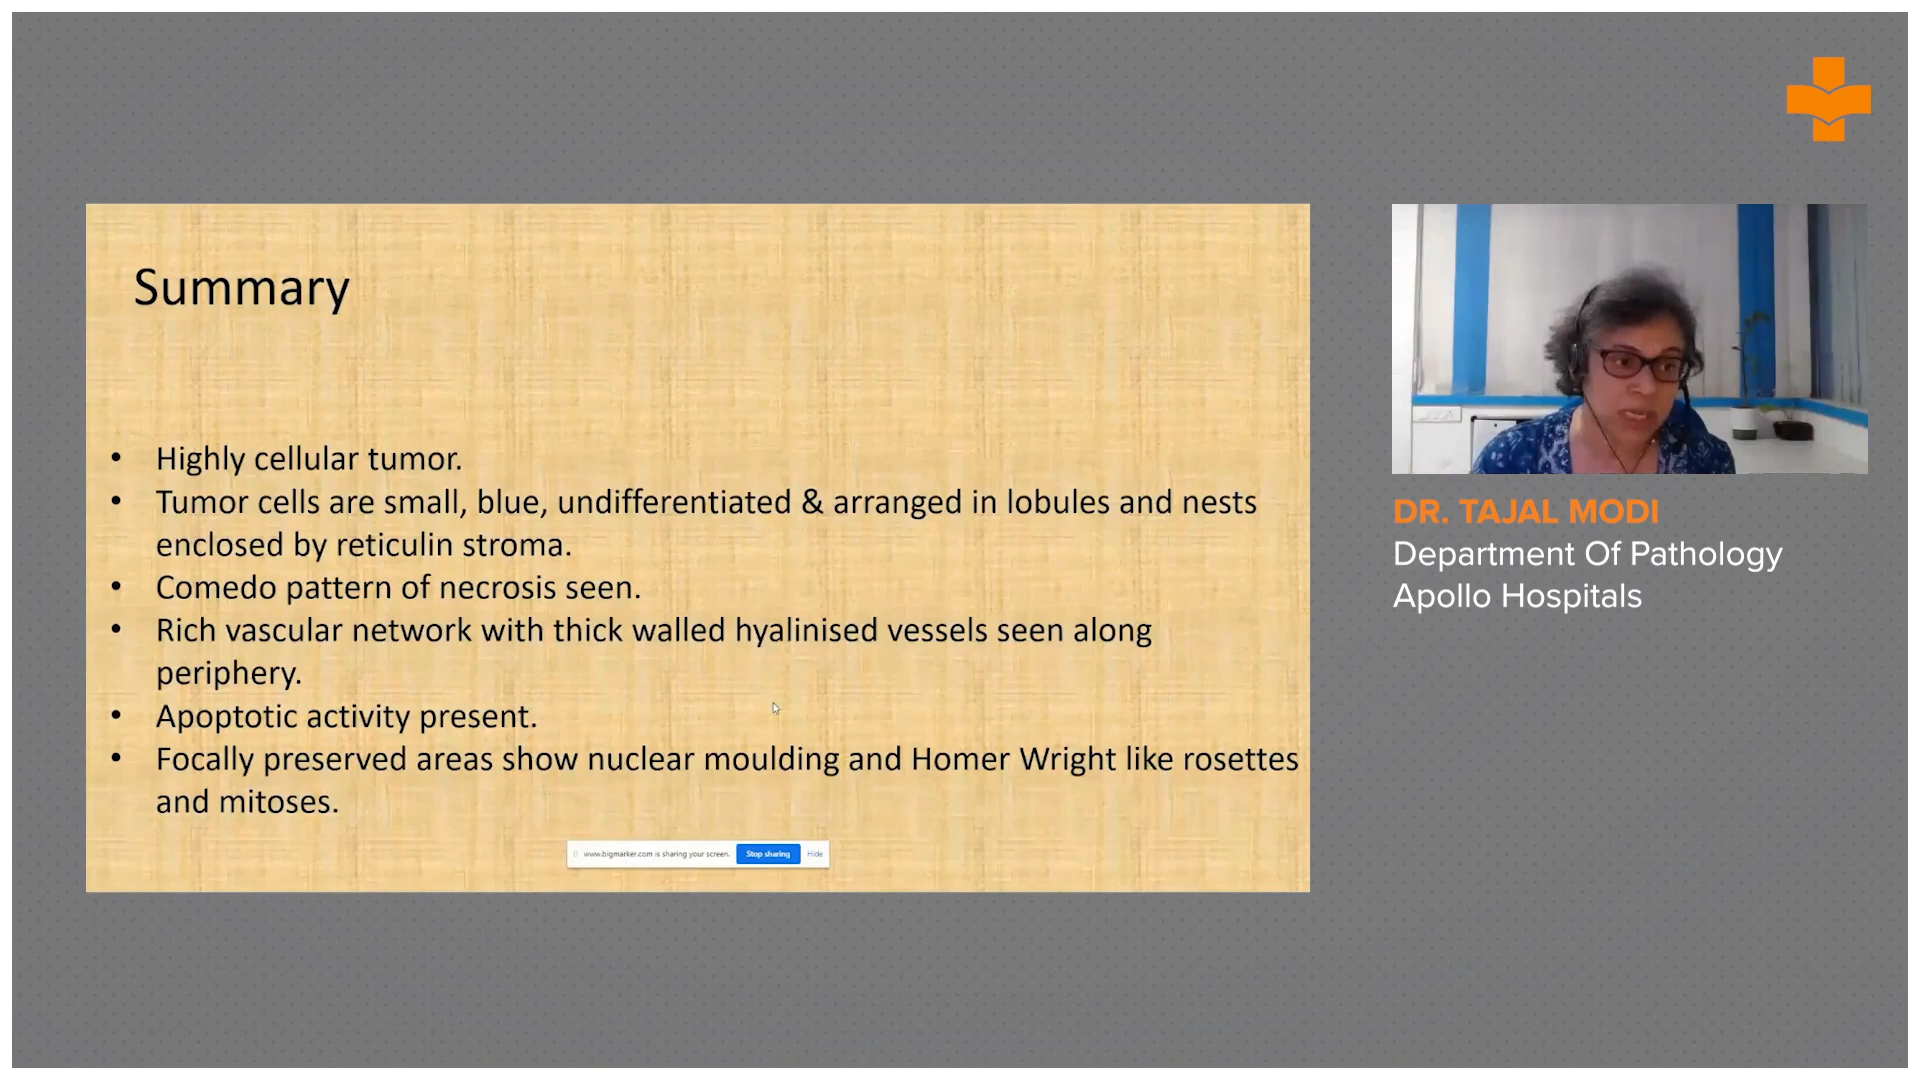 Summary
• Highly cellular tumor.
• Tumor cells are small, blue, undifferentiated & arranged in lobules and nests
enclosed by reticulin stroma.
• Comedo pattern of necrosis seen.
• Rich vascular network with thick walled hyalinised vessels seen along
periphery.
• Apoptotic activity present.
• Focally preserved areas show nuclear moulding and Homer Wright like rosettes
and mitoses.
www.bigmarker.com is sharing your screen. Stop sharing Hide
DR. TAJAL MODI
Department Of Pathology
Apollo Hospitals